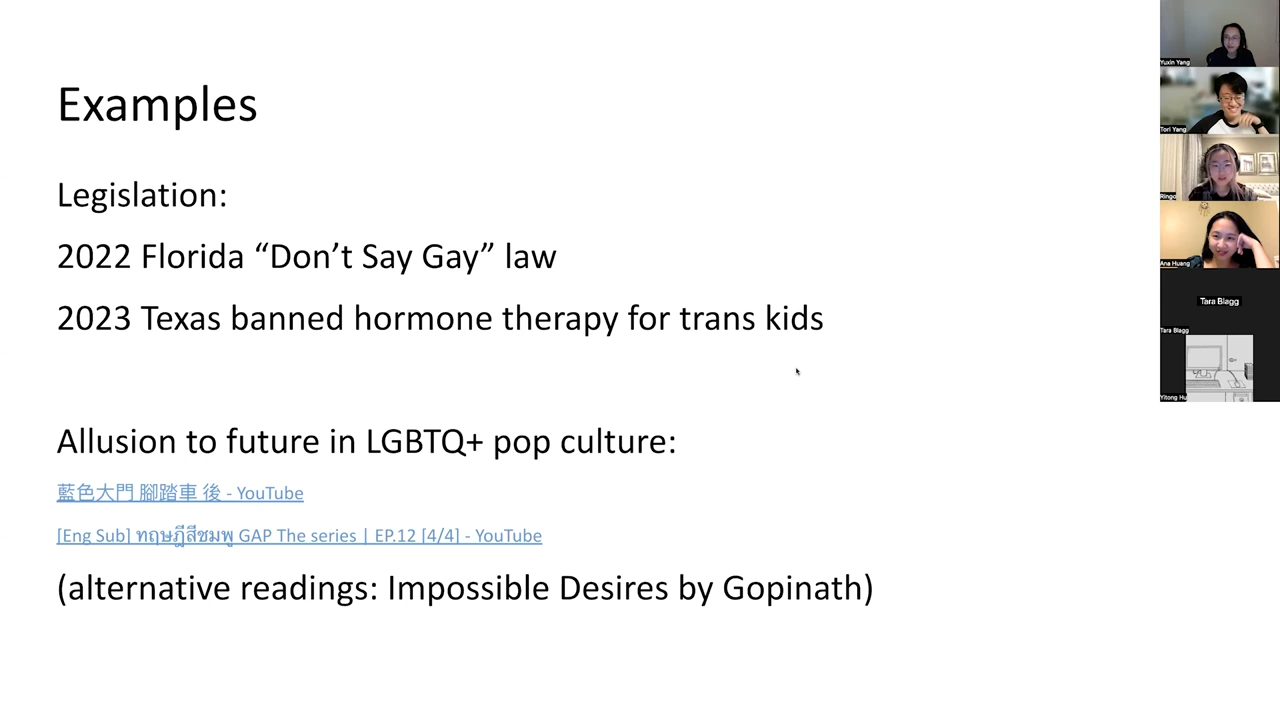 Examples
Legislation:
2022 Florida “Don’t Say Gay” law
2023 Texas banned hormone therapy for trans kids
Allusion to future in LGBTQ+ pop culture:
藍色大門 腳踏車 後 - YouTube
[Eng Sub] ทฤษฎีสีชมพู GAP The series | EP.12 [4/4] - YouTube
(alternative readings: Impossible Desires by Gopinath)
Yuxin Yang
Tori Yang
Ringo
Ana Huang
Tara Blagg
Tara Blagg
Yitong Hu